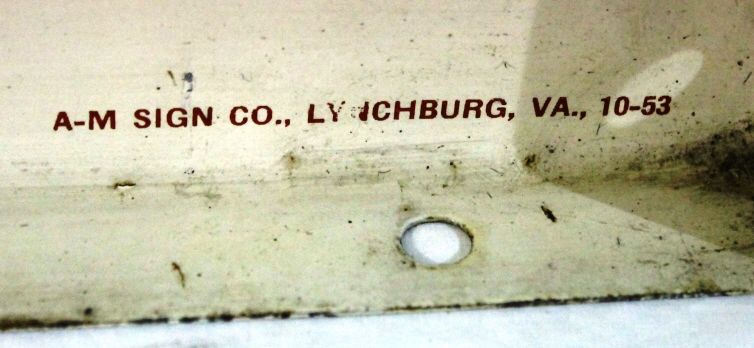 A-M SIGN CO., LYNCHBURG, VA., 10-53